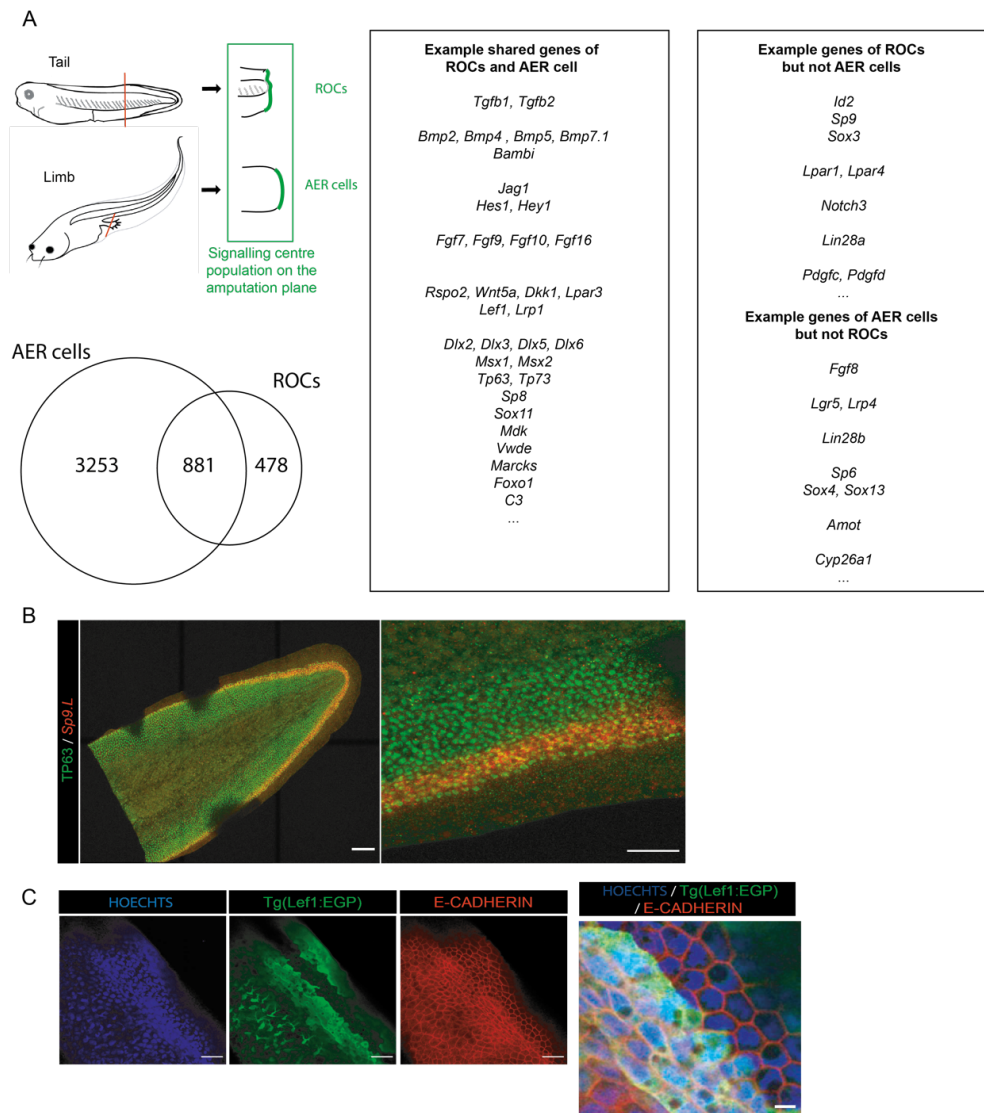 A
Tail
ROCs
Limb
AER cells
Signalling centre
population on the
amputation plane
AER cells
ROCs
3253
881
478
Example shared genes of
ROCs and AER cell
Tgfb1, Tgfb2
Bmp2, Bmp4 , Bmp5, Bmp7.1
Bambi
Jag1
Hes1, Hey1
Fgf7, Fgf9, Fgf10, Fgf16
Rspo2, Wnt5a, Dkk1, Lpar3
Lef1, Lrp1
Dlx2, Dlx3, Dlx5, Dlx6
Msx1, Msx2
Tp63, Tp73
Sp8
Sox11
Mdk
Vwde
Marcks
Foxo1
C3
...
Example genes of ROCs
but not AER cells
Id2
Sp9
Sox3
Lpar1, Lpar4
Notch3
Lin28a
Pdgfc, Pdgfd
...
Example genes of AER cells
but not ROCs
Fgf8
Lgr5, Lrp4
Lin28b
Sp6
Sox4, Sox13
Amot
Cyp26a1
...
B
TP63 / Sp9.L
C
HOECHTS
Tg(Lef1:EGP)
E-CADHERIN
HOECHTS / Tg(Lef1:EGP)
/ E-CADHERIN